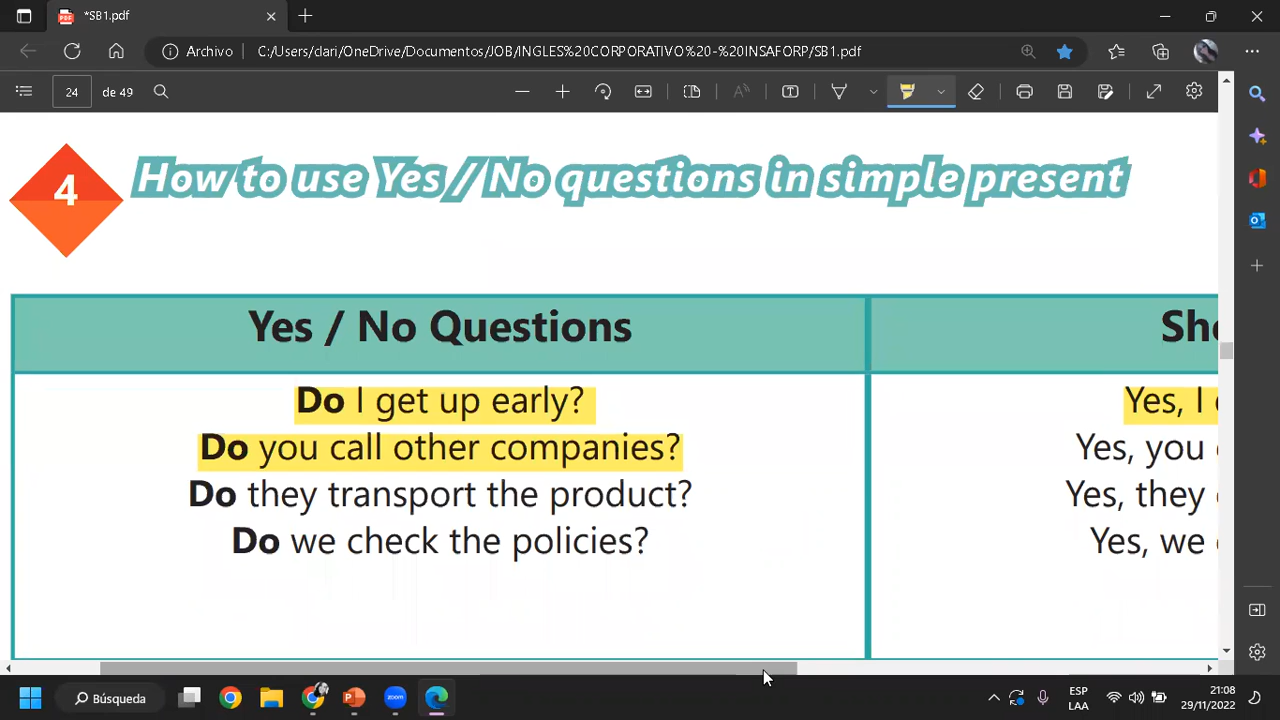 *SB1.pdf
Archivo
C:/Users/clari/OneDrive/Documentos/JOB/INGLES%20CORPORATIVO%20-%20INSAFORP/SB1.pdf
24 de 49
4
How to use Yes / No questions in simple present
Yes / No Questions
Sho
Do I get up early?
Yes, I
Do you call other companies?
Yes, you
Do they transport the product?
Yes, they
Do we check the policies?
Yes, we
Búsqueda
zoom
ESP
LAA
21:08
29/11/2022